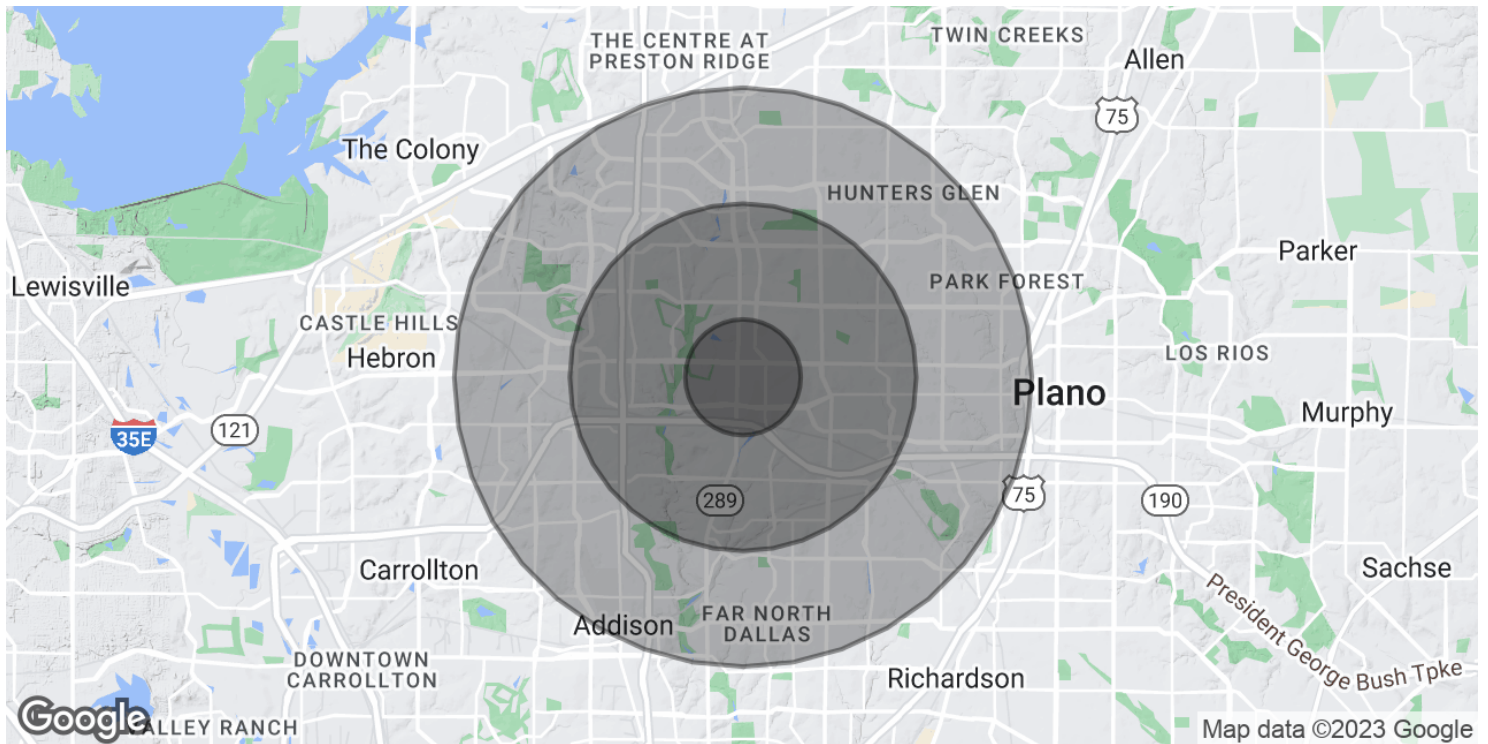 THE CENTRE AT
PRESTON RIDGE
TWIN CREEKS
Allen
75
The Colony
HUNTERS GLEN
Parker
Lewisville
PARK FOREST
CASTLE HILLS
Hebron
LOS RIOS
Plano
Murphy
121
35E
289
75
190
Carrollton
Sachse
Addison
FAR NORTH
DALLAS
President George Bush Tpke
DOWNTOWN
CARROLLTON
Richardson
Google
VALLEY RANCH
Map data ©2023 Google